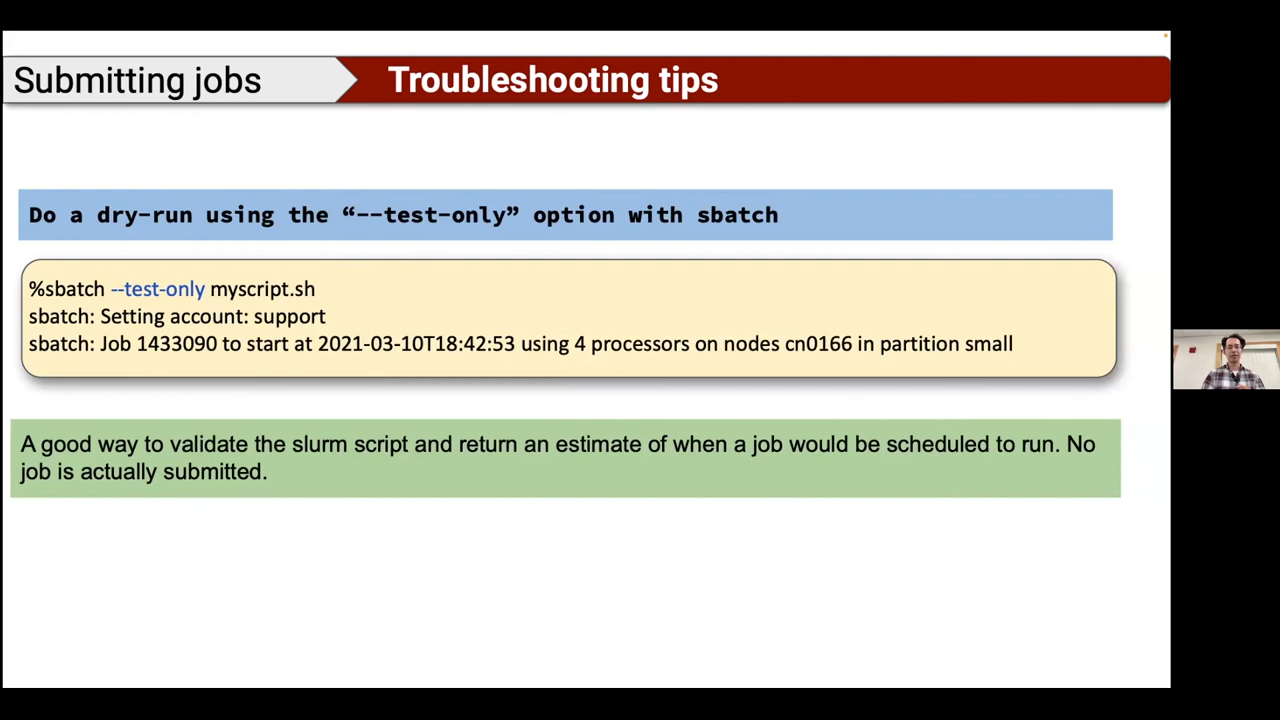 Submitting jobs
Troubleshooting tips
Do a dry-run using the “--test-only” option with sbatch
%sbatch --test-only myscript.sh
sbatch: Setting account: support
sbatch: Job 1433090 to start at 2021-03-10T18:42:53 using 4 processors on nodes cn0166 in partition small
A good way to validate the slurm script and return an estimate of when a job would be scheduled to run. No
job is actually submitted.